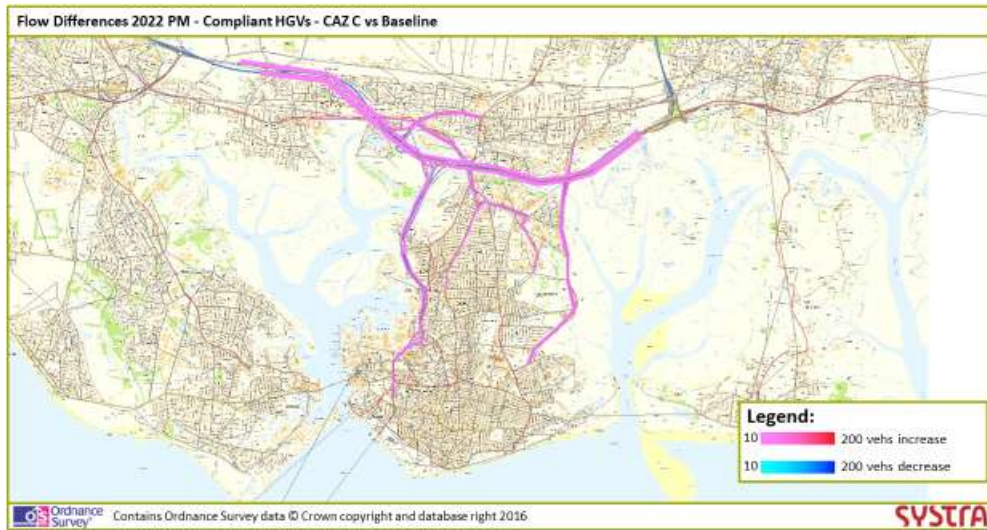 Flow Differences 2022 PM - Compliant HGVs - CAZ C vs Baseline
Legend:
10 200 vehs increase
10 200 vehs decrease
OS Ordnance Survey Contains Ordnance Survey data © Crown copyright and database right 2016 SYSTRA